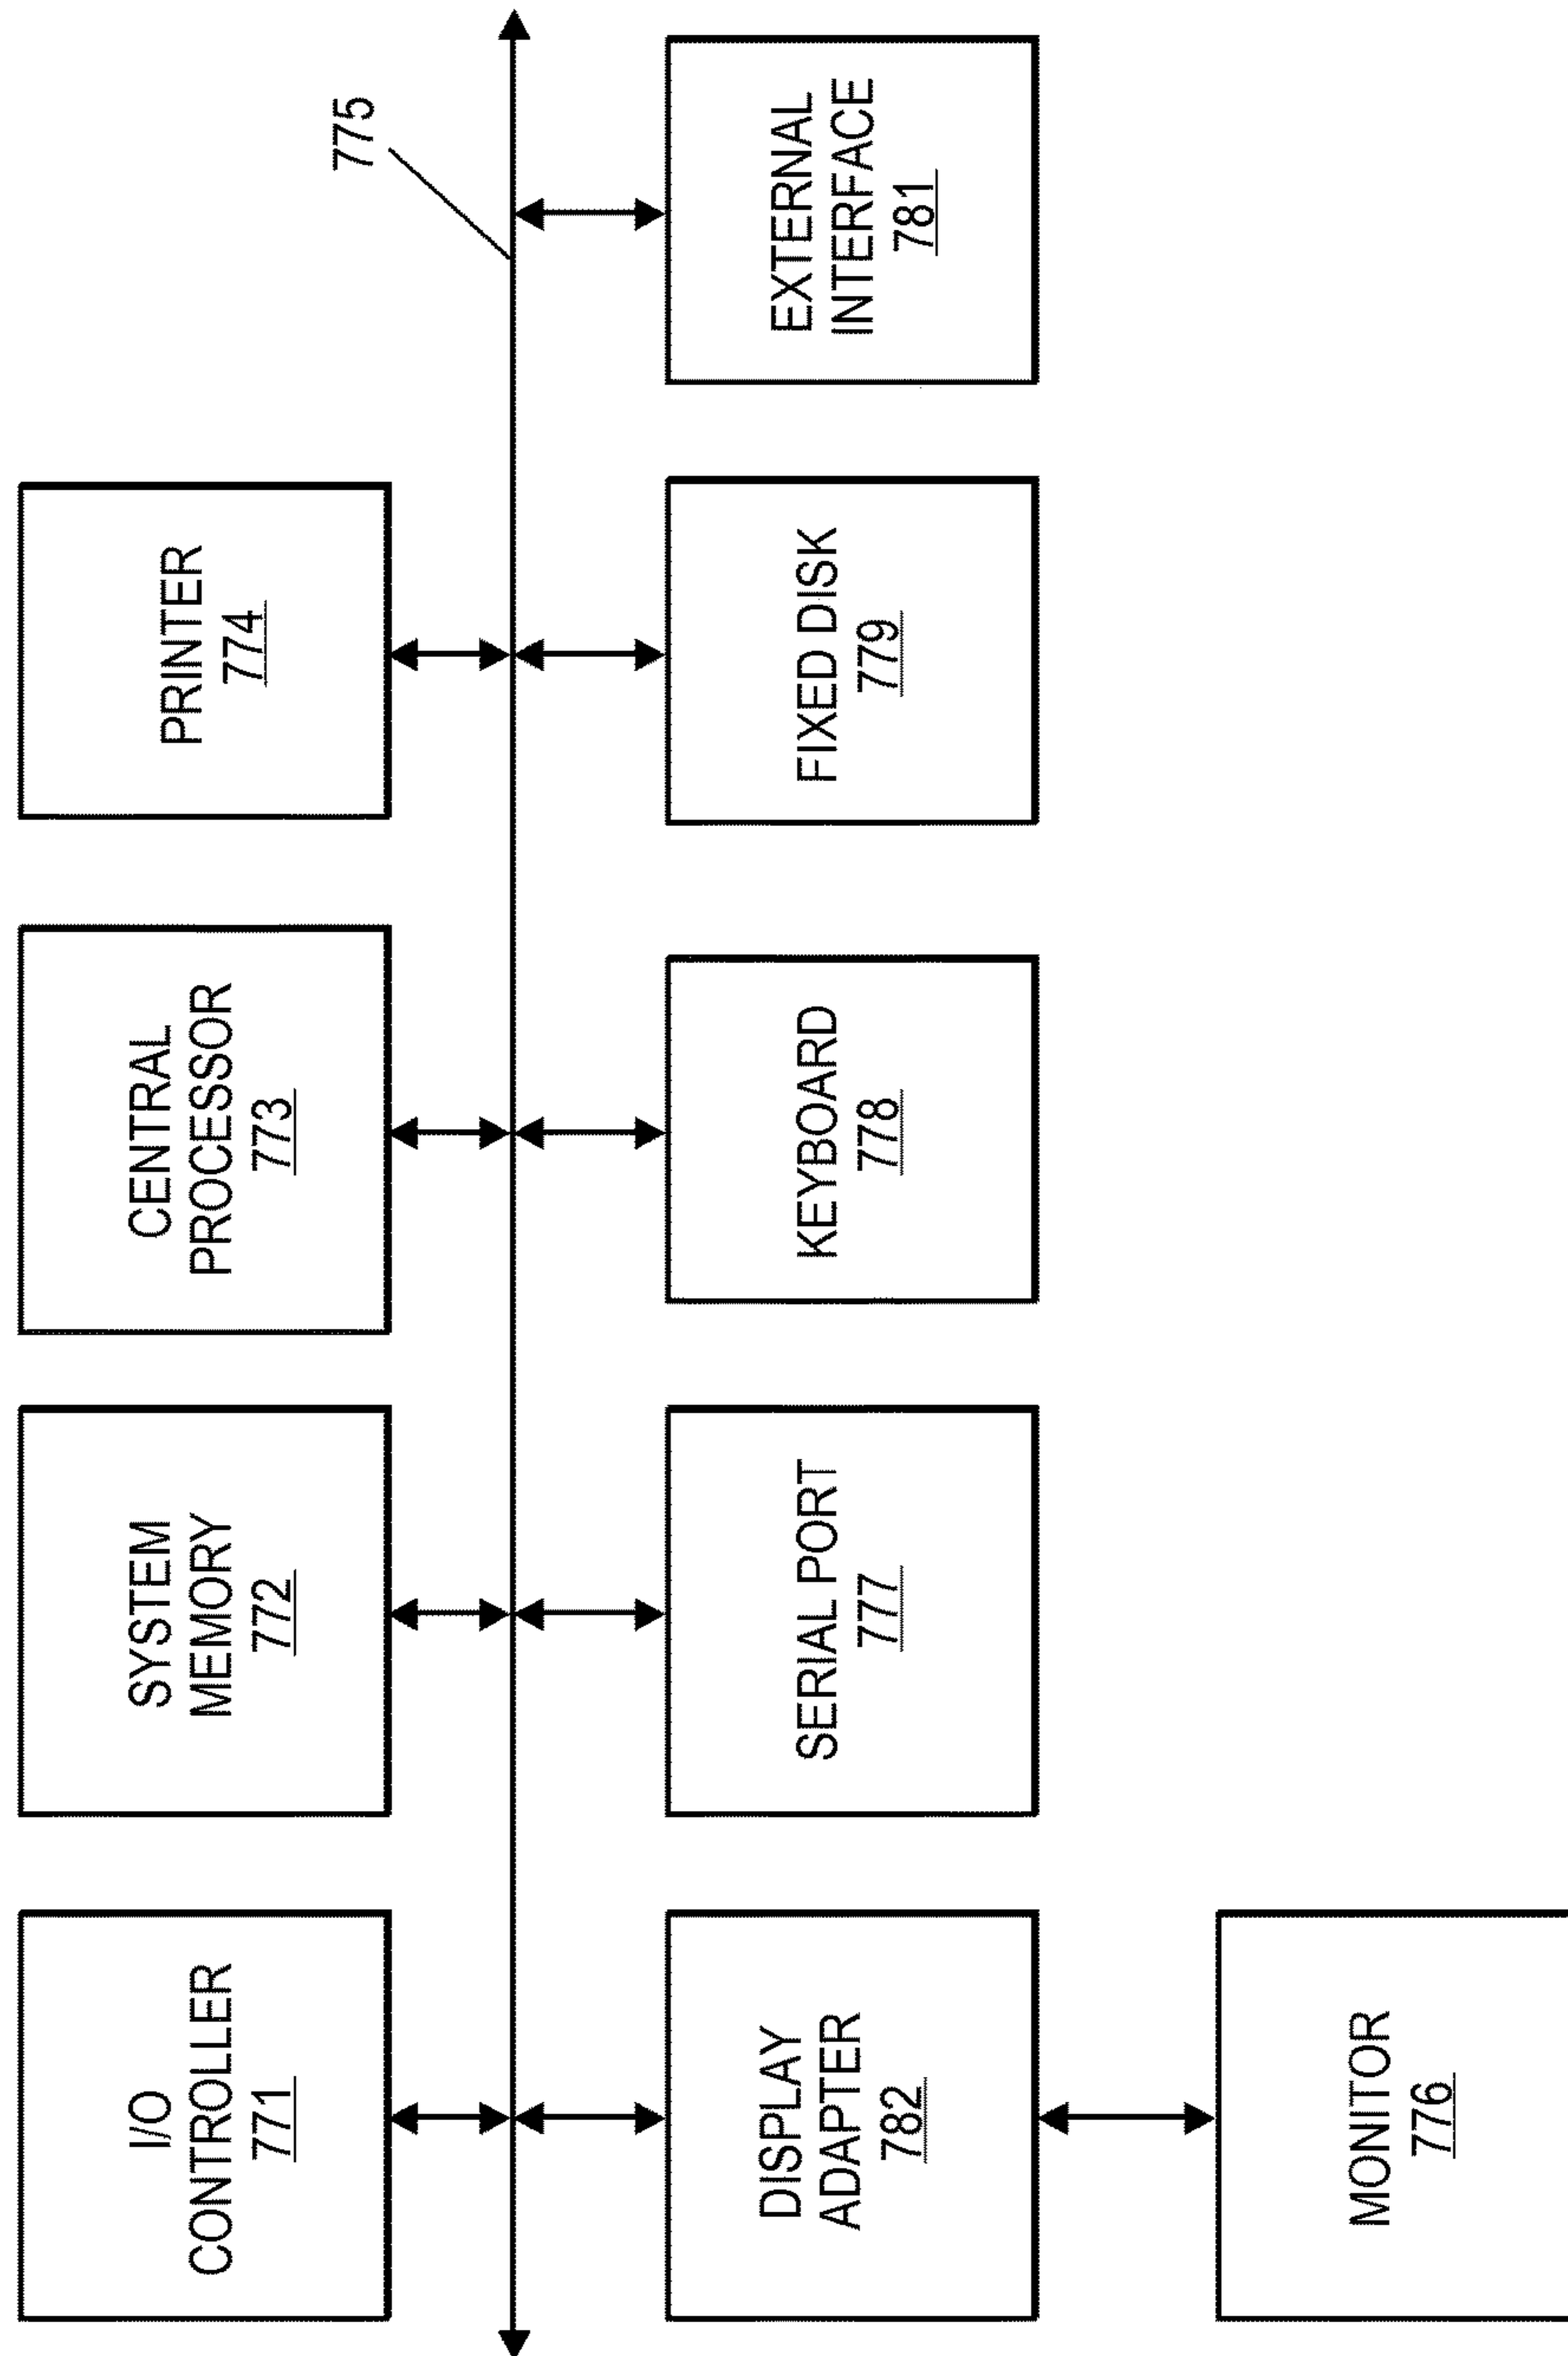 I/O
CONTROLLER
771
SYSTEM
MEMORY
772
CENTRAL
PROCESSOR
773
PRINTER
774
775
DISPLAY
ADAPTER
782
SERIAL PORT
777
KEYBOARD
778
FIXED DISK
779
EXTERNAL
INTERFACE
781
MONITOR
776